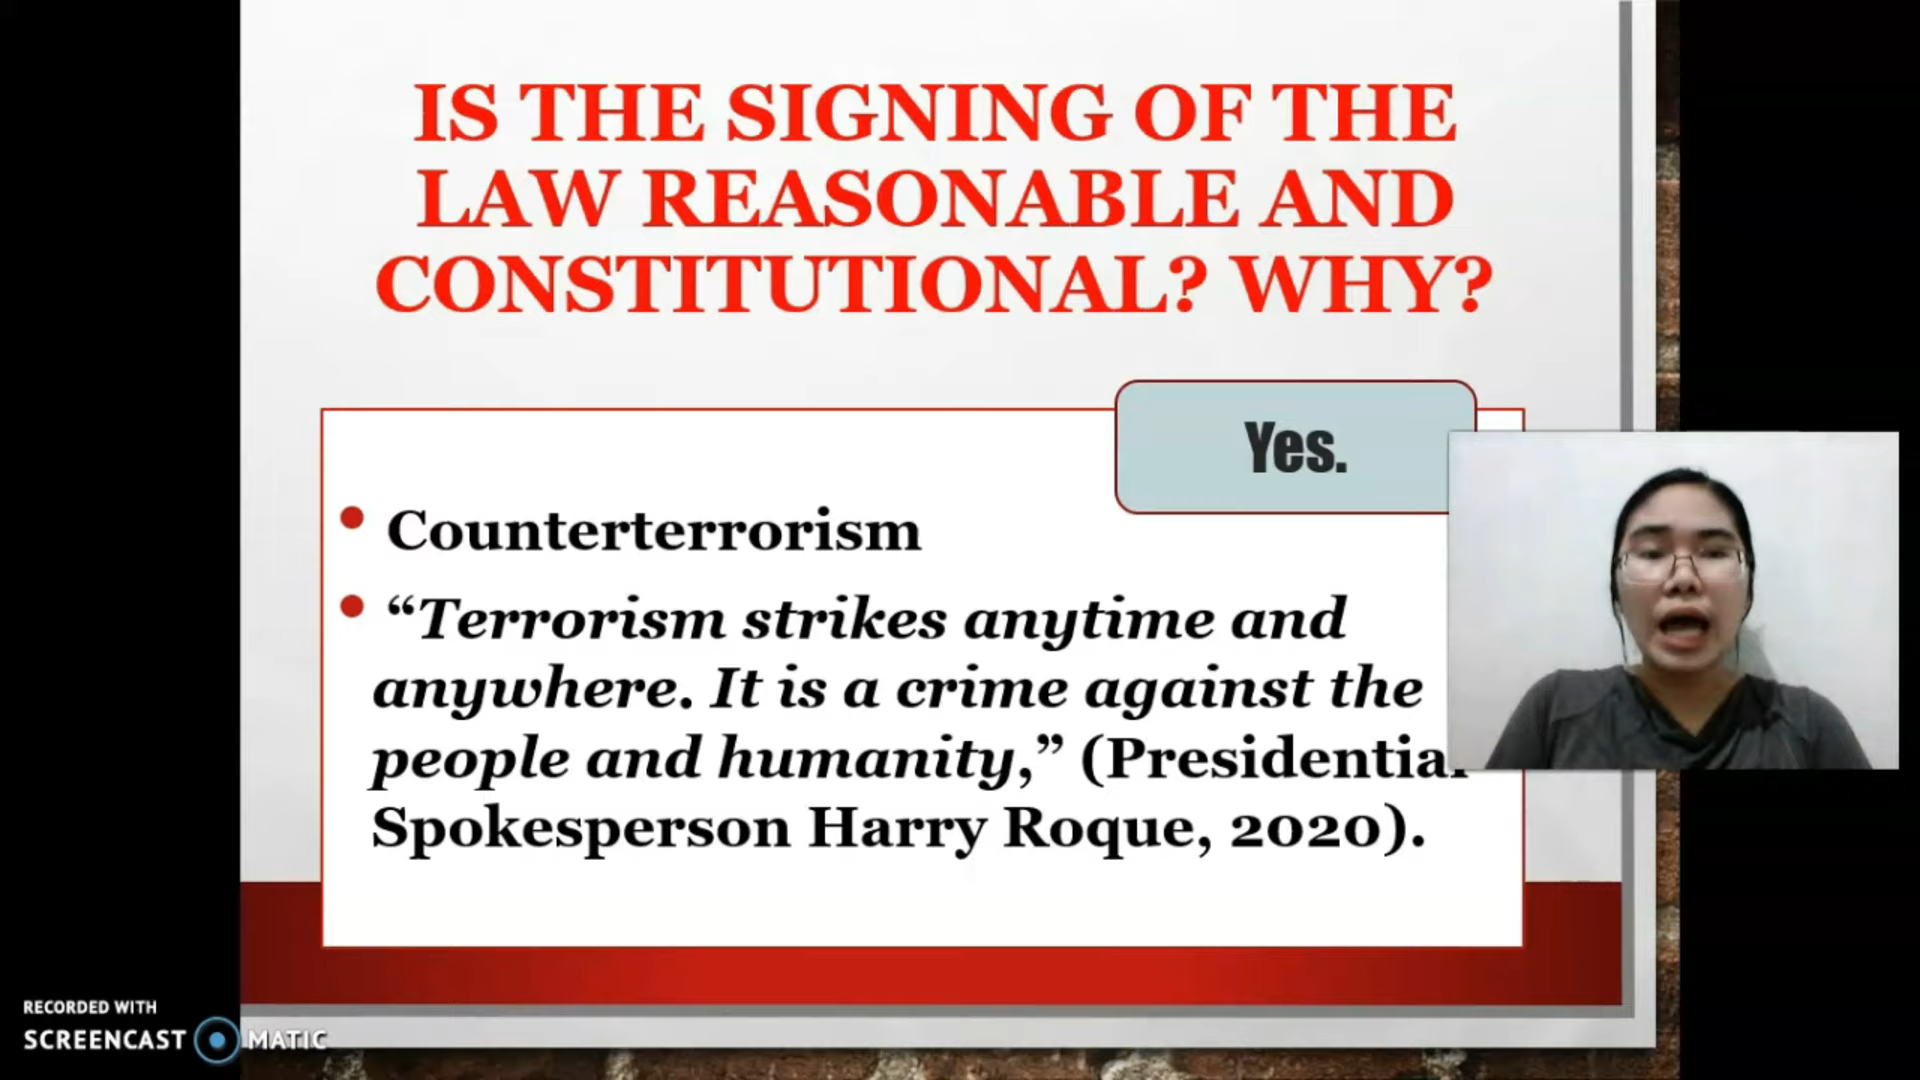 IS THE SIGNING OF THE
LAW REASONABLE AND
CONSTITUTIONAL? WHY?
Yes.
• Counterterrorism
• “Terrorism strikes anytime and
anywhere. It is a crime against the
people and humanity,” (Presidential
Spokesperson Harry Roque, 2020).
RECORDED WITH
SCREENCAST MATIC